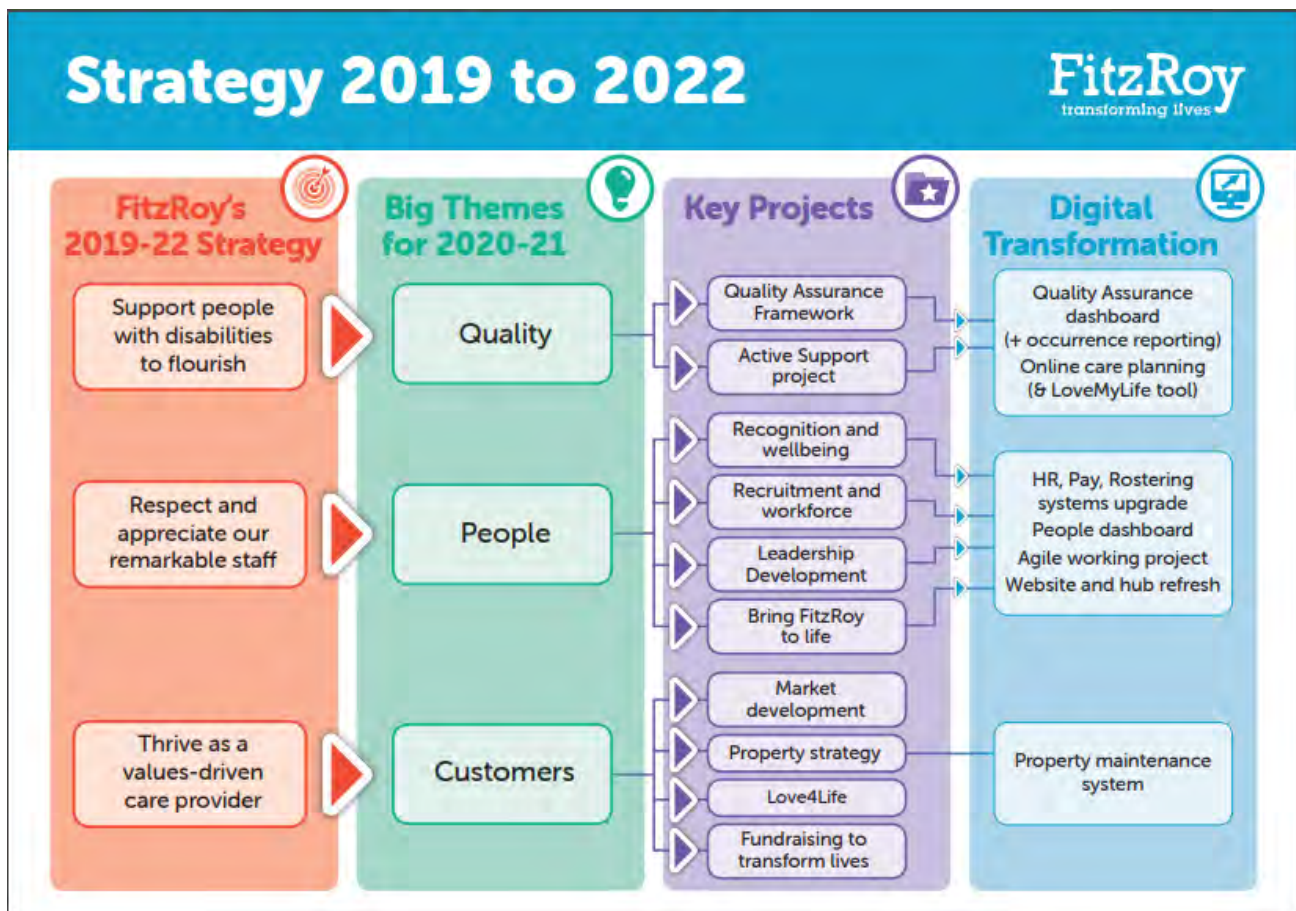 Strategy 2019 to 2022
FitzRoy
transforming lives
FitzRoy's
2019-22 Strategy
Support people
with disabilities
to flourish
Respect and
appreciate our
remarkable staff
Thrive as a
values-driven
care provider
Big Themes
for 2020-21
Quality
People
Customers
Key Projects
Quality Assurance
Framework
Active Support
project
Recognition and
wellbeing
Recruitment and
workforce
Leadership
Development
Bring FitzRoy
to life
Market
development
Property strategy
Love4Life
Fundraising to
transform lives
Digital
Transformation
Quality Assurance
dashboard
(+ occurrence reporting)
Online care planning
(& LoveMyLife tool)
HR, Pay, Rostering
systems upgrade
People dashboard
Agile working project
Website and hub refresh
Property maintenance
system